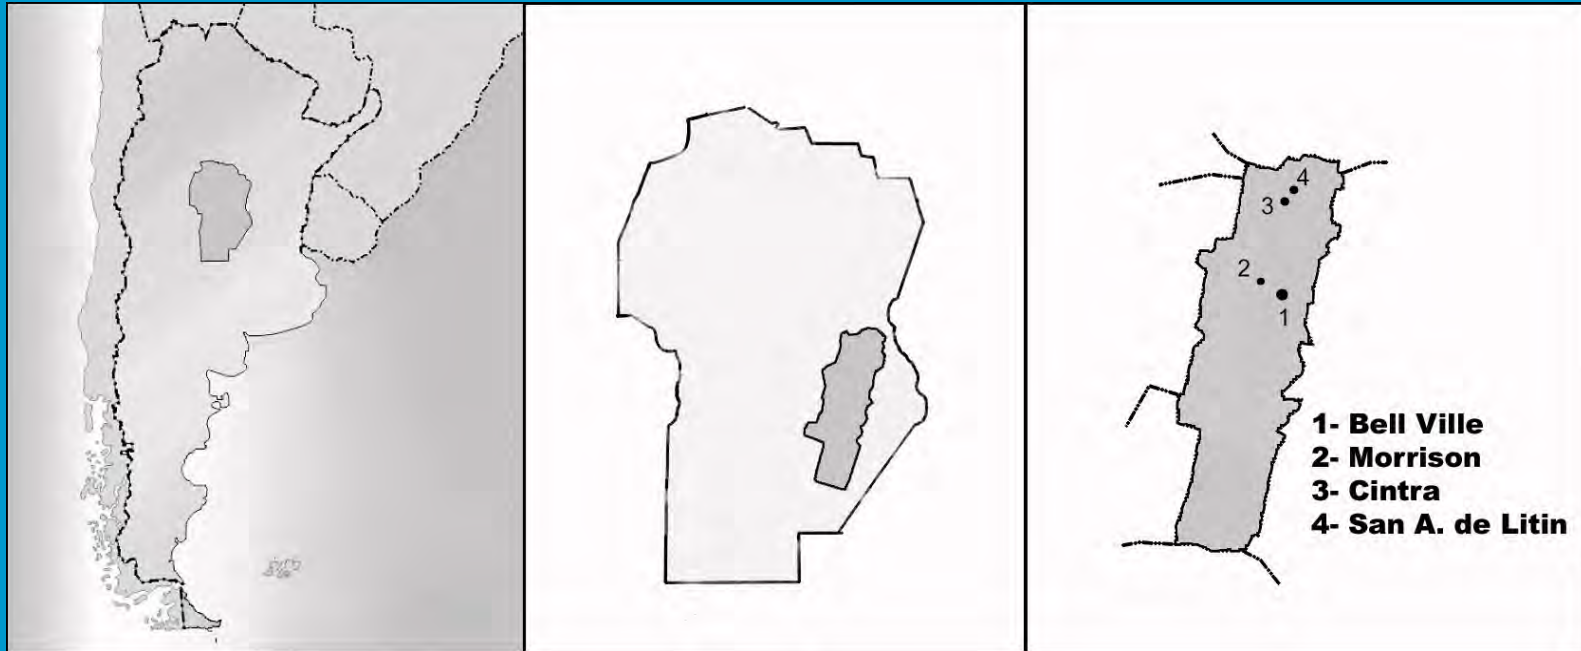 4
3
2
1
1- Bell Ville
2- Morrison
3- Cintra
4- San A. de Litin